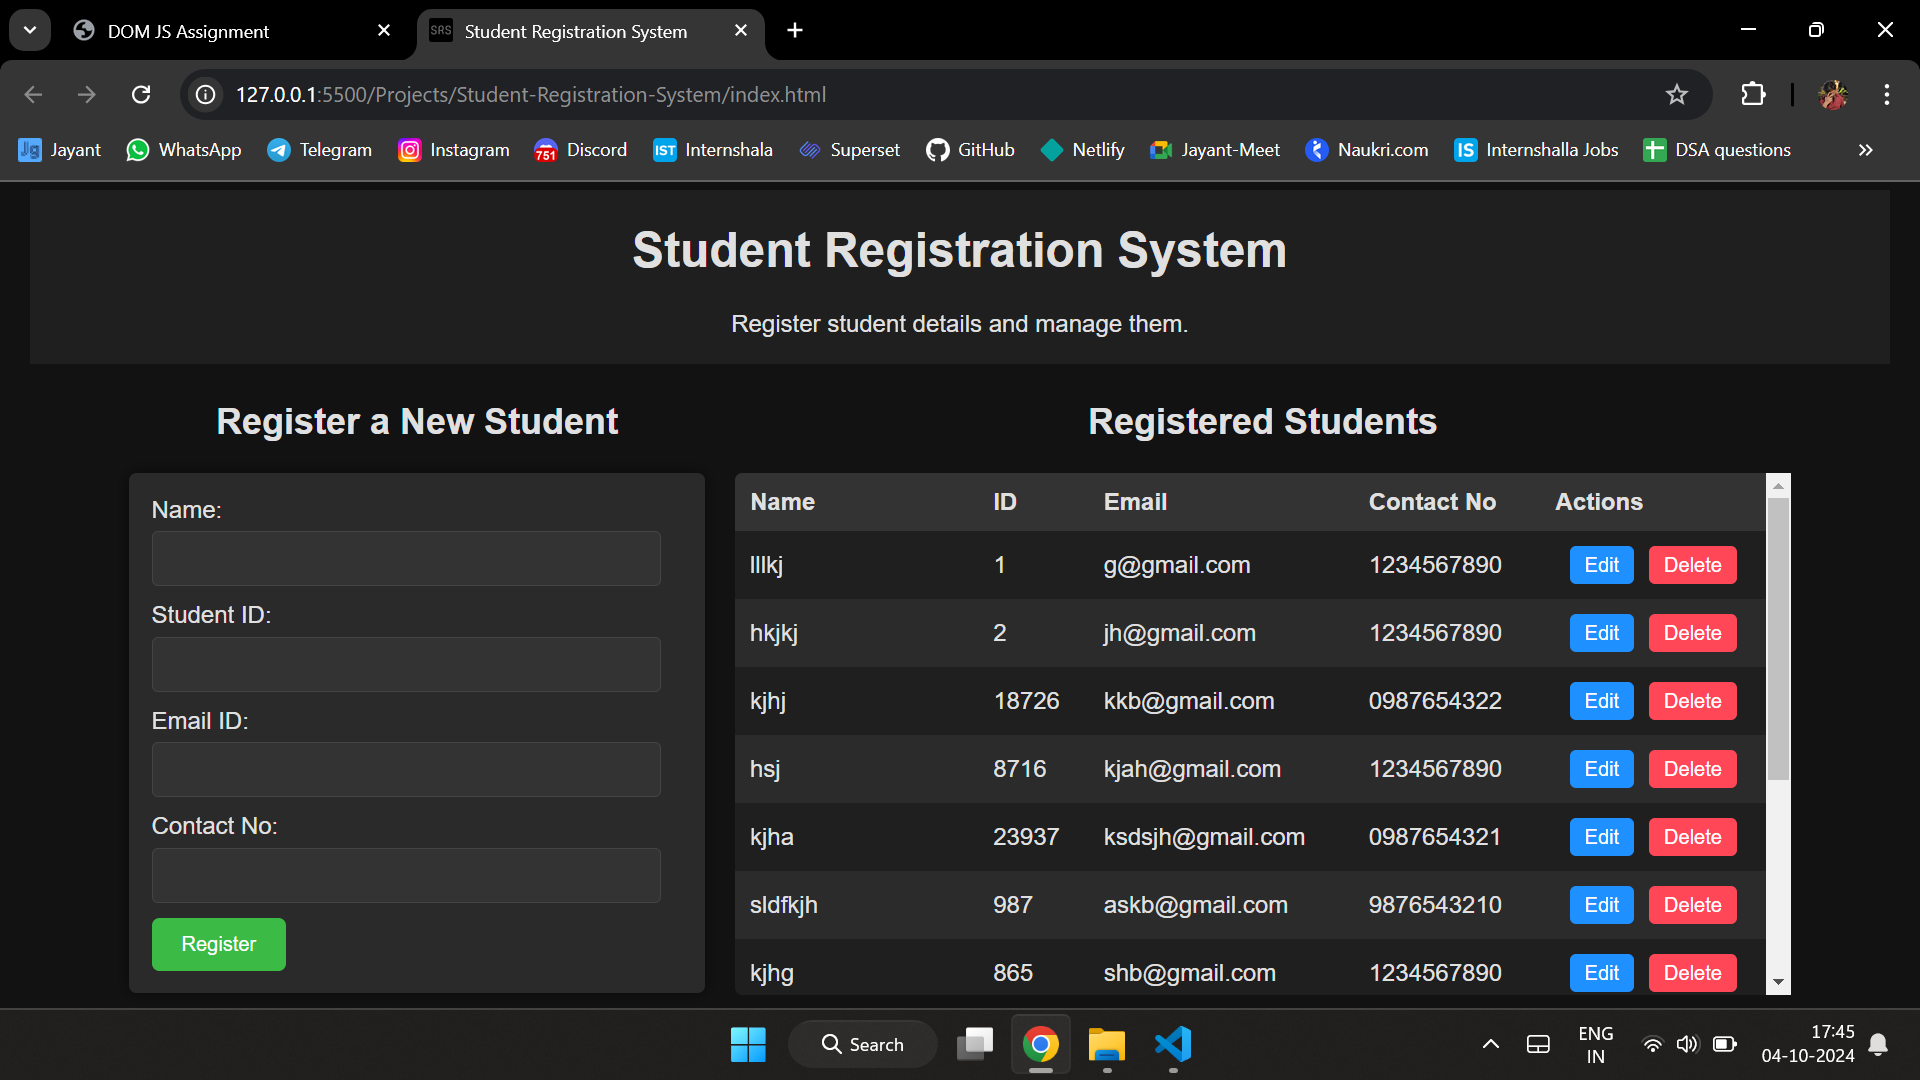 DOM JS Assignment
SRS Student Registration System
127.0.0.1:5500/Projects/Student-Registration-System/index.html
Jg Jayant WhatsApp Telegram Instagram 751 Discord IST Internshala Superset GitHub Netlify Jayant-Meet Naukri.com IS Internshalla Jobs DSA questions
Student Registration System
Register student details and manage them.
Register a New Student
Name:
Student ID:
Email ID:
Contact No:
Register
Registered Students
Name ID Email Contact No Actions
lllkj 1 g@gmail.com 1234567890 Edit Delete
hkjkj 2 jh@gmail.com 1234567890 Edit Delete
kjhj 18726 kkb@gmail.com 0987654322 Edit Delete
hsj 8716 kjah@gmail.com 1234567890 Edit Delete
kjha 23937 ksdsjh@gmail.com 0987654321 Edit Delete
sldfkjh 987 askb@gmail.com 9876543210 Edit Delete
kjhg 865 shb@gmail.com 1234567890 Edit Delete
Search
ENG
IN
17:45
04-10-2024